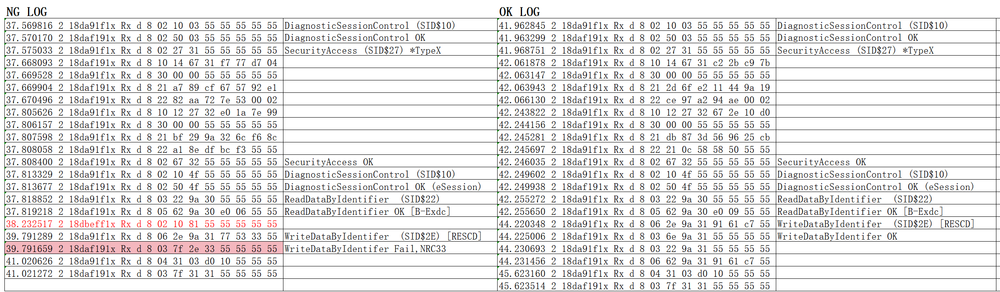 NG LOG
OK LOG
37.569816 2 18da91f1x Rx d 8 02 10 03 55 55 55 55 55 DiagnosticSessionControl (SID$10) 41.962845 2 18da91f1x Rx d 8 02 10 03 55 55 55 55 55 DiagnosticSessionControl (SID$10)
37.570170 2 18daf191x Rx d 8 02 50 03 55 55 55 55 55 DiagnosticSessionControl OK 41.963299 2 18daf191x Rx d 8 02 50 03 55 55 55 55 55 DiagnosticSessionControl OK
37.575033 2 18da91f1x Rx d 8 02 27 31 55 55 55 55 55 SecurityAccess (SID$27) *TypeX 41.968751 2 18da91f1x Rx d 8 02 27 31 55 55 55 55 55 SecurityAccess (SID$27) *TypeX
37.668093 2 18daf191x Rx d 8 10 14 67 31 f7 77 d7 04 42.061878 2 18daf191x Rx d 8 10 14 67 31 c2 2b c9 7b
37.669528 2 18da91f1x Rx d 8 30 00 00 55 55 55 55 55 42.063147 2 18da91f1x Rx d 8 30 00 00 55 55 55 55 55
37.669904 2 18daf191x Rx d 8 21 a7 89 cf 67 57 92 e1 42.063943 2 18daf191x Rx d 8 21 2d 6f e2 11 44 9a 19
37.670496 2 18daf191x Rx d 8 22 82 aa 72 7e 53 00 02 42.066130 2 18daf191x Rx d 8 22 ce 97 a2 94 ae 00 02
37.805626 2 18da91f1x Rx d 8 10 12 27 32 e0 1a 7e 99 42.243822 2 18da91f1x Rx d 8 10 12 27 32 67 2e 10 d0
37.806157 2 18daf191x Rx d 8 30 00 00 55 55 55 55 55 42.244156 2 18daf191x Rx d 8 30 00 00 55 55 55 55 55
37.807598 2 18da91f1x Rx d 8 21 bf 29 9a 32 6c f6 8c 42.245281 2 18da91f1x Rx d 8 21 db 87 3d 56 96 25 cb
37.808058 2 18da91f1x Rx d 8 22 a1 8e df bc f3 55 55 42.245697 2 18da91f1x Rx d 8 22 21 0c 58 58 50 55 55
37.808400 2 18daf191x Rx d 8 02 67 32 55 55 55 55 55 SecurityAccess OK 42.246035 2 18daf191x Rx d 8 02 67 32 55 55 55 55 55 SecurityAccess OK
37.813329 2 18da91f1x Rx d 8 02 10 4f 55 55 55 55 55 DiagnosticSessionControl (SID$10) 42.249602 2 18da91f1x Rx d 8 02 10 4f 55 55 55 55 55 DiagnosticSessionControl (SID$10)
37.813677 2 18daf191x Rx d 8 02 50 4f 55 55 55 55 55 DiagnosticSessionControl OK (eSession) 42.249938 2 18daf191x Rx d 8 02 50 4f 55 55 55 55 55 DiagnosticSessionControl OK (eSession)
37.818852 2 18da91f1x Rx d 8 03 22 9a 30 55 55 55 55 ReadDataByIdentifier (SID$22) 42.255272 2 18da91f1x Rx d 8 03 22 9a 30 55 55 55 55 ReadDataByIdentifier (SID$22)
37.819218 2 18daf191x Rx d 8 05 62 9a 30 e0 06 55 55 ReadDataByIdentifier OK [B-Exdc] 42.255650 2 18daf191x Rx d 8 05 62 9a 30 e0 09 55 55 ReadDataByIdentifier OK [B-Exdc]
38.232517 2 18dbeff1x Rx d 8 02 10 81 55 55 55 55 55 44.220348 2 18da91f1x Rx d 8 06 2e 9a 31 91 61 c7 55 WriteDataByIdentifer (SID$2E) [RESCD]
39.791289 2 18da91f1x Rx d 8 06 2e 9a 31 77 53 33 55 WriteDataByIdentifer (SID$2E) [RESCD] 44.225006 2 18daf191x Rx d 8 03 6e 9a 31 55 55 55 55 WriteDataByIdentifer OK
39.791659 2 18daf191x Rx d 8 03 7f 2e 33 55 55 55 55 WriteDataByIdentifer Fail,NRC33 44.230693 2 18da91f1x Rx d 8 03 22 9a 31 55 55 55 55
41.020626 2 18da91f1x Rx d 8 04 31 03 d0 10 55 55 55 44.231456 2 18daf191x Rx d 8 06 62 9a 31 91 61 c7 55
41.021272 2 18daf191x Rx d 8 03 7f 31 31 55 55 55 55 45.623160 2 18da91f1x Rx d 8 04 31 03 d0 10 55 55 55
45.623514 2 18daf191x Rx d 8 03 7f 31 31 55 55 55 55